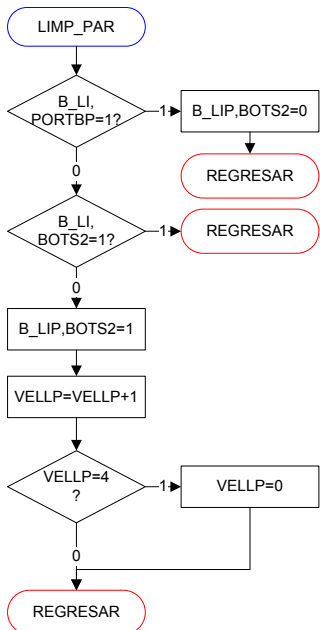 LIMP_PAR
B_LI,
PORTBP=1?
1
B_LIP,BOTS2=0
REGRESAR
0
B_LI,
BOTS2=1?
1
REGRESAR
0
B_LIP,BOTS2=1
VELLP=VELLP+1
VELLP=4
?
1
VELLP=0
0
REGRESAR